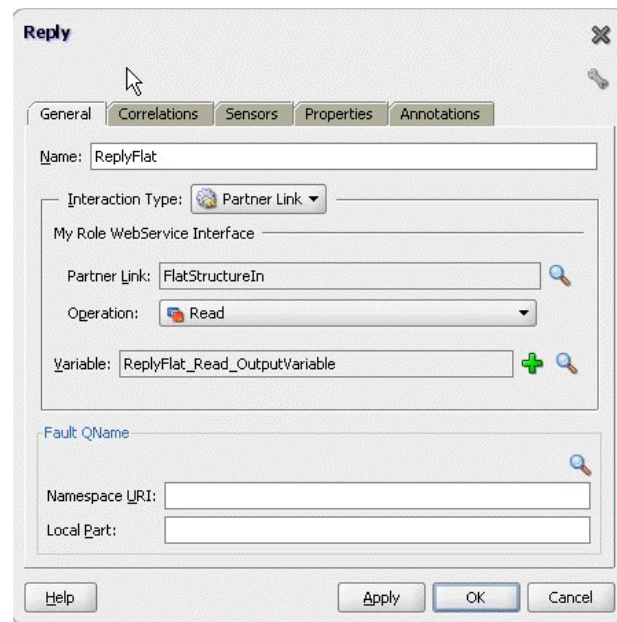 Reply
General Correlations Sensors Properties Annotations
Name: ReplyFlat
Interaction Type: Partner Link
My Role WebService Interface
Partner Link: FlatStructureIn
Operation: Read
Variable: ReplyFlat_Read_OutputVariable
Fault QName
Namespace URI:
Local Part:
Help Apply OK Cancel